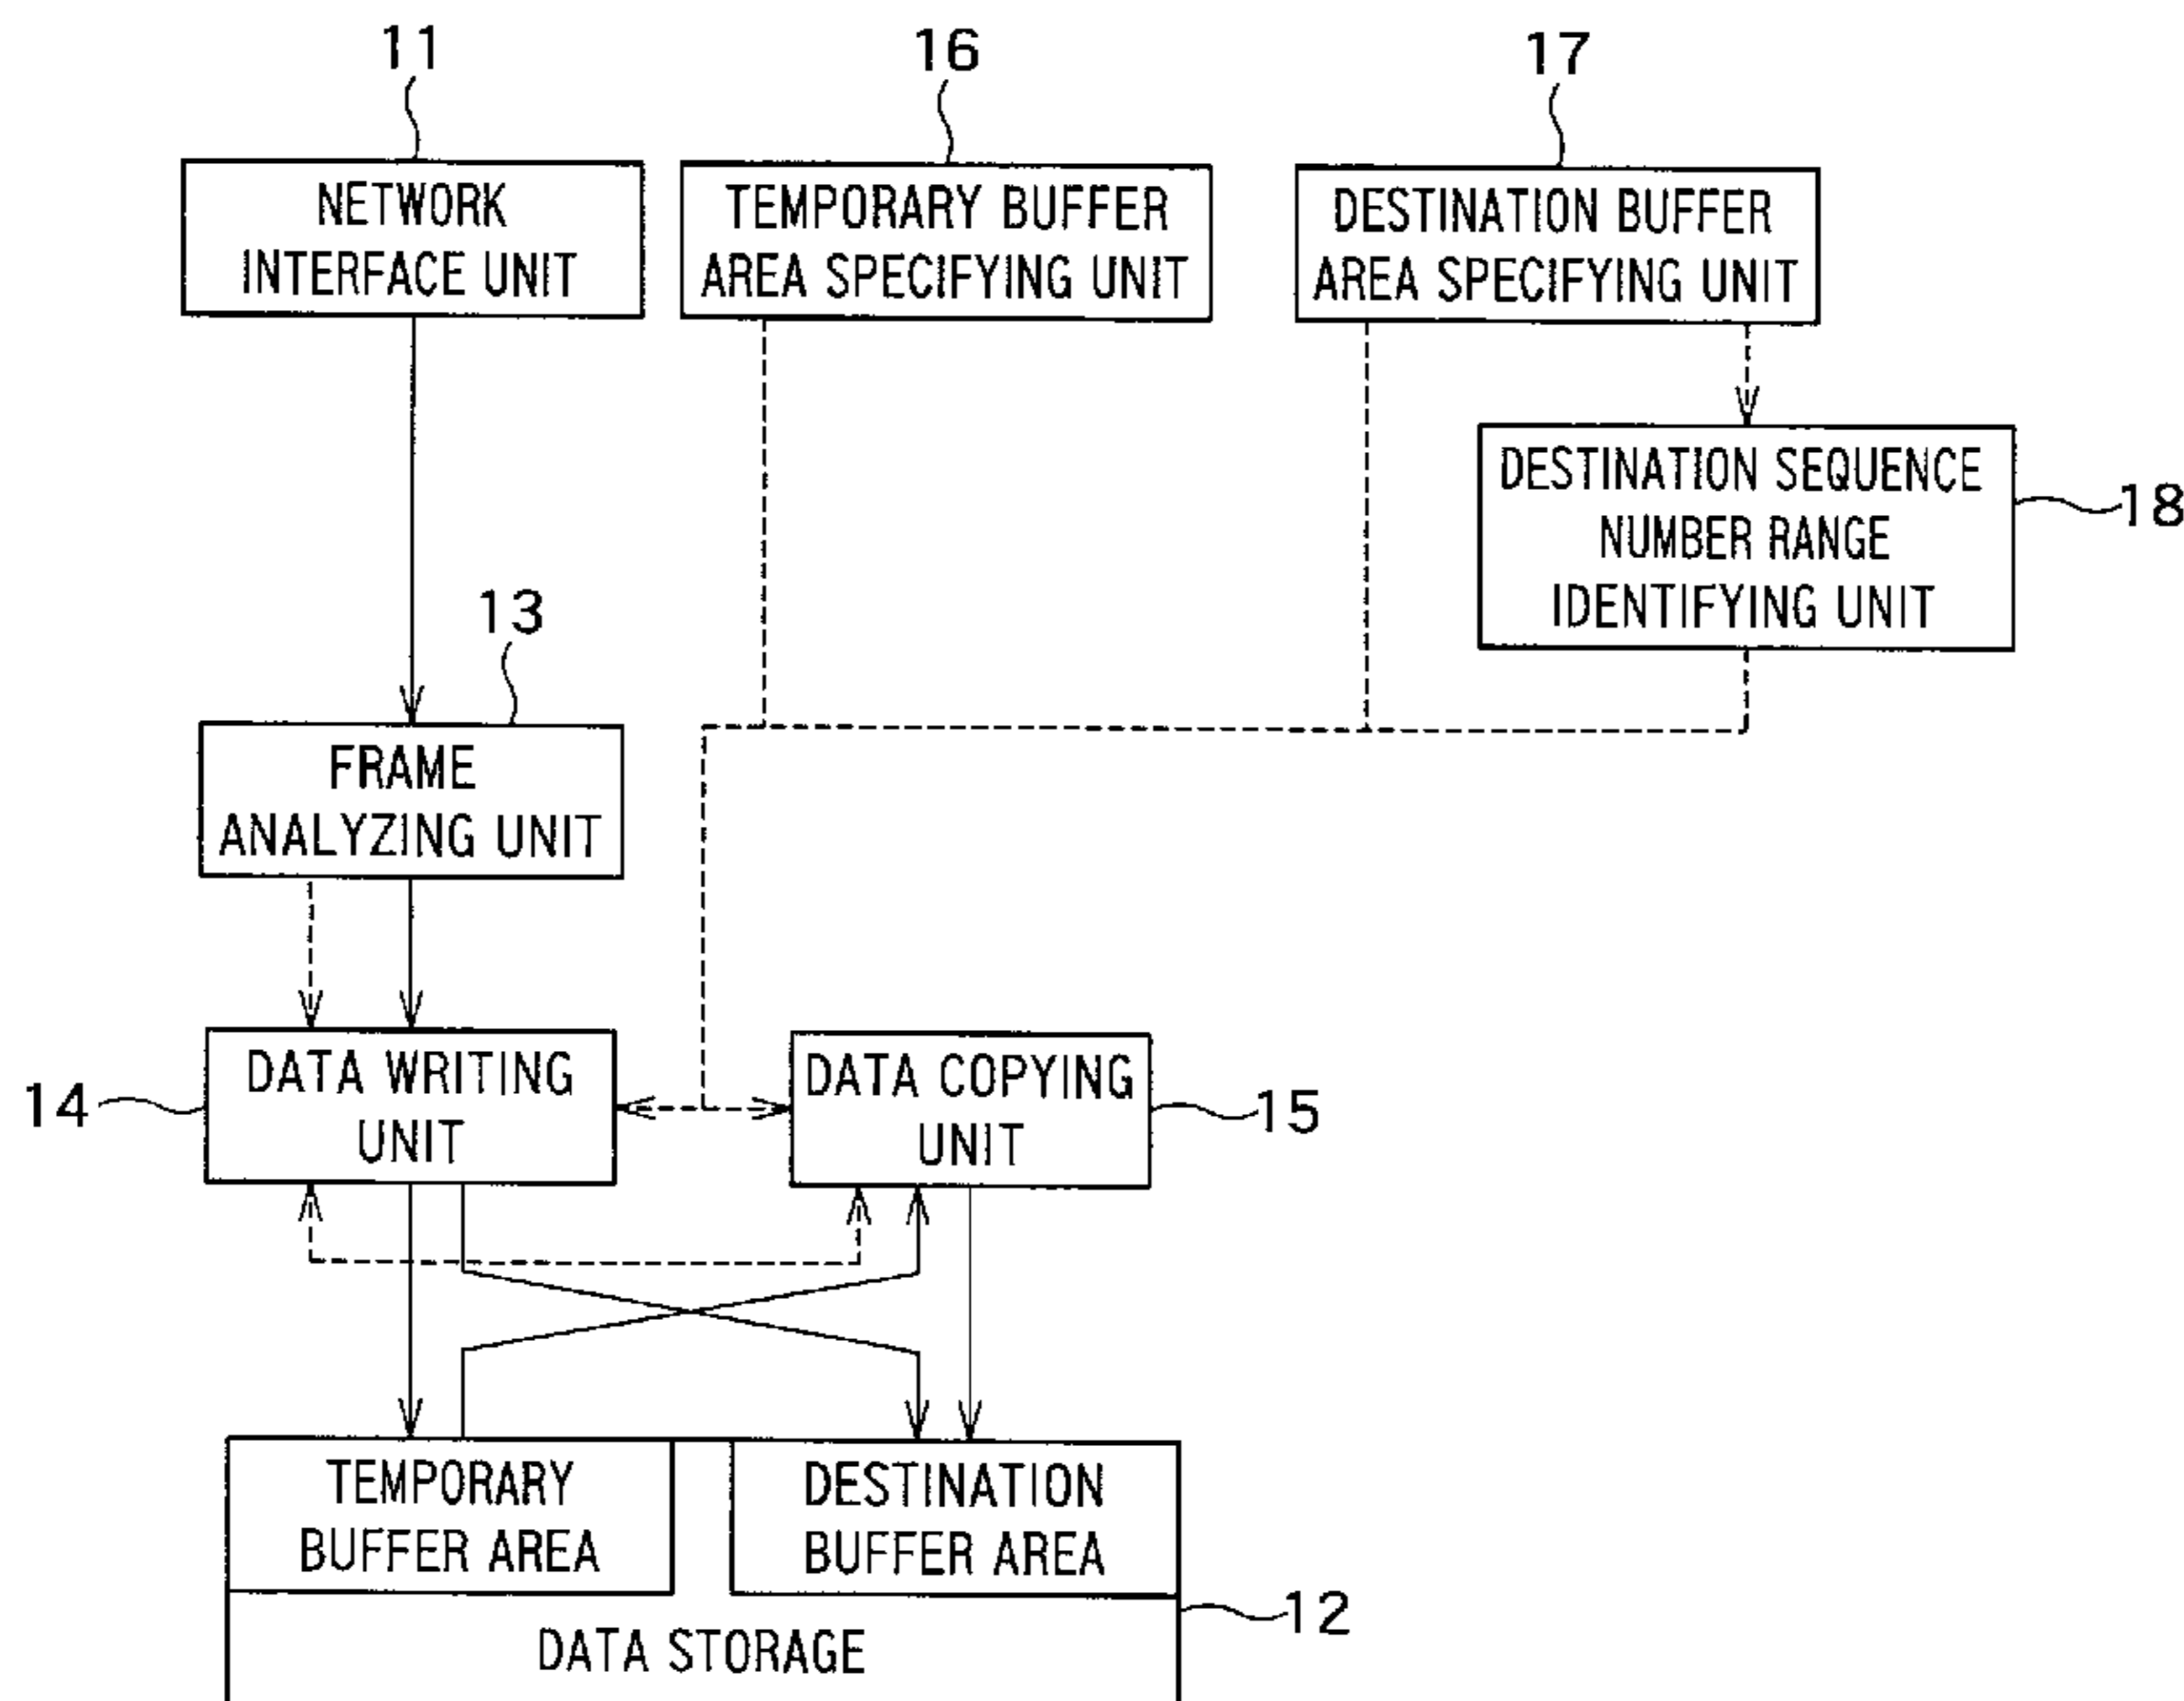 11
16
17
NETWORK
INTERFACE UNIT
TEMPORARY BUFFER
AREA SPECIFYING UNIT
DESTINATION BUFFER
AREA SPECIFYING UNIT
DESTINATION SEQUENCE
NUMBER RANGE
IDENTIFYING UNIT
18
13
FRAME
ANALYZING UNIT
14
DATA WRITING
UNIT
DATA COPYING
UNIT
15
TEMPORARY
BUFFER AREA
DESTINATION
BUFFER AREA
12
DATA STORAGE